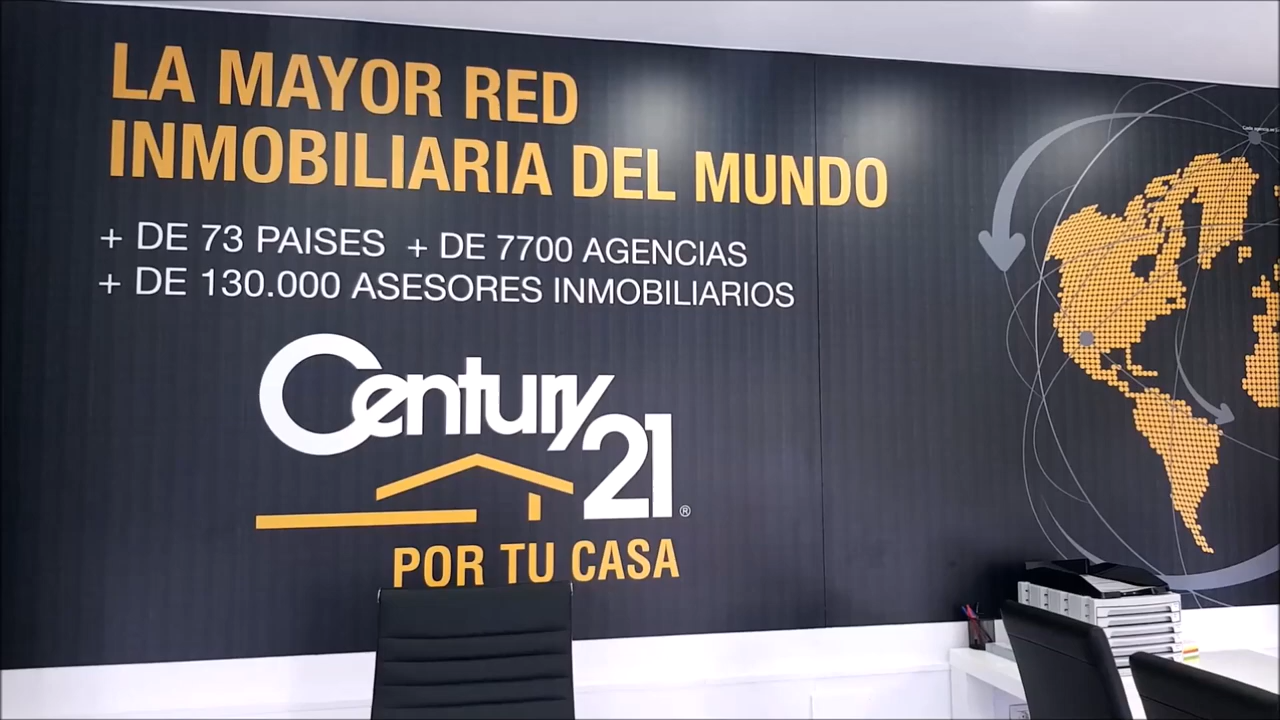 LA MAYOR RED
INMOBILIARIA DEL MUNDO
+ DE 73 PAISES + DE 7700 AGENCIAS
+ DE 130.000 ASESORES INMOBILIARIOS
Century 21®
POR TU CASA